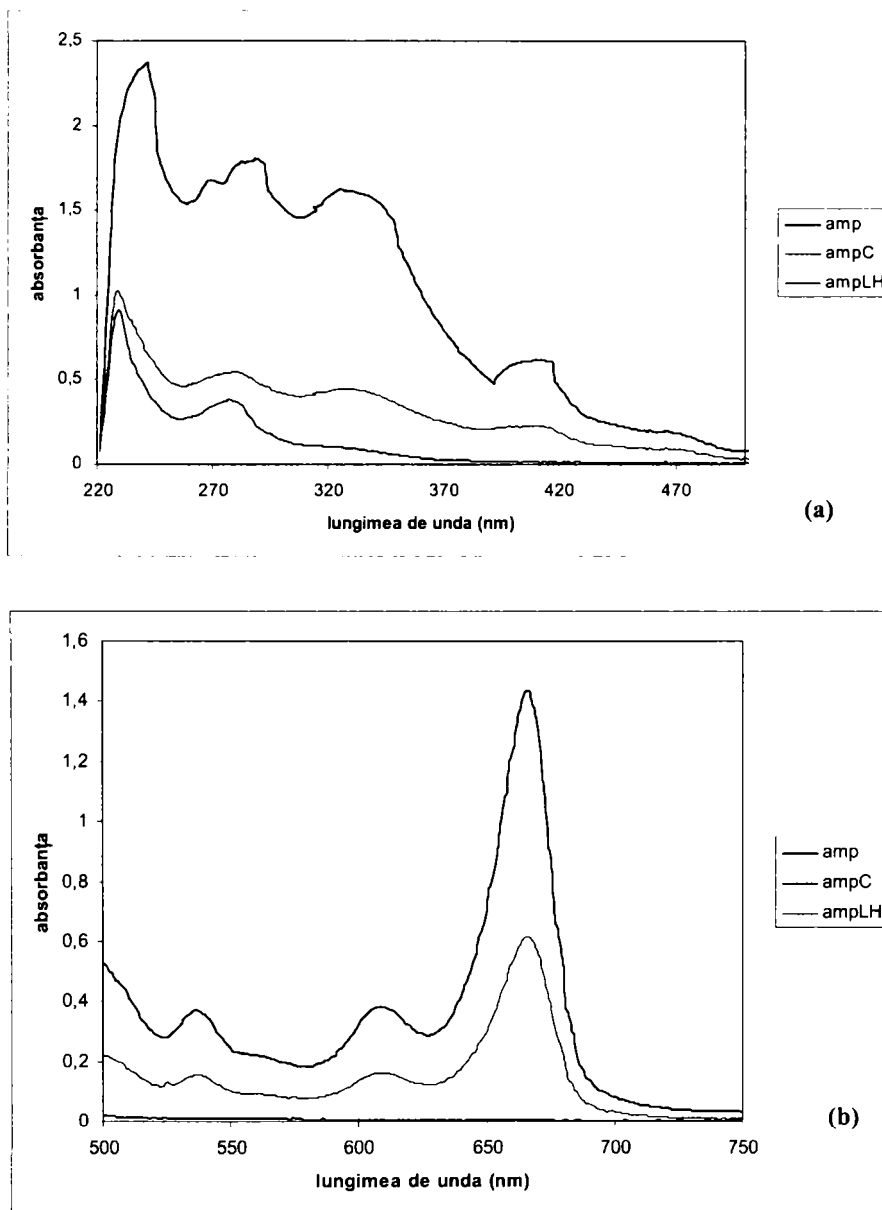 2,5
2
1,5
1
0,5
0
absorbanța
220 270 320 370 420 470
lungimea de unda (nm)
amp
ampC
ampLH
(a)
1,6
1,4
1,2
1
0,8
0,6
0,4
0,2
0
absorbanța
500 550 600 650 700 750
lungimea de unda (nm)
amp
ampC
ampLH
(b)